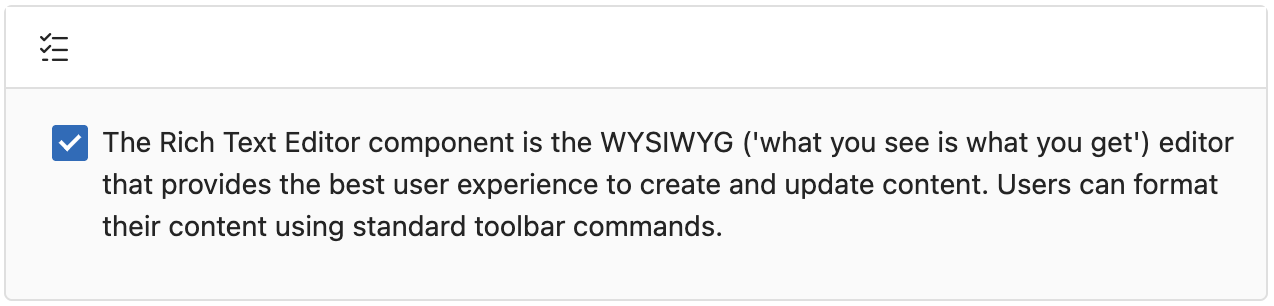 The Rich Text Editor component is the WYSIWYG ('what you see is what you get') editor
that provides the best user experience to create and update content. Users can format
their content using standard toolbar commands.